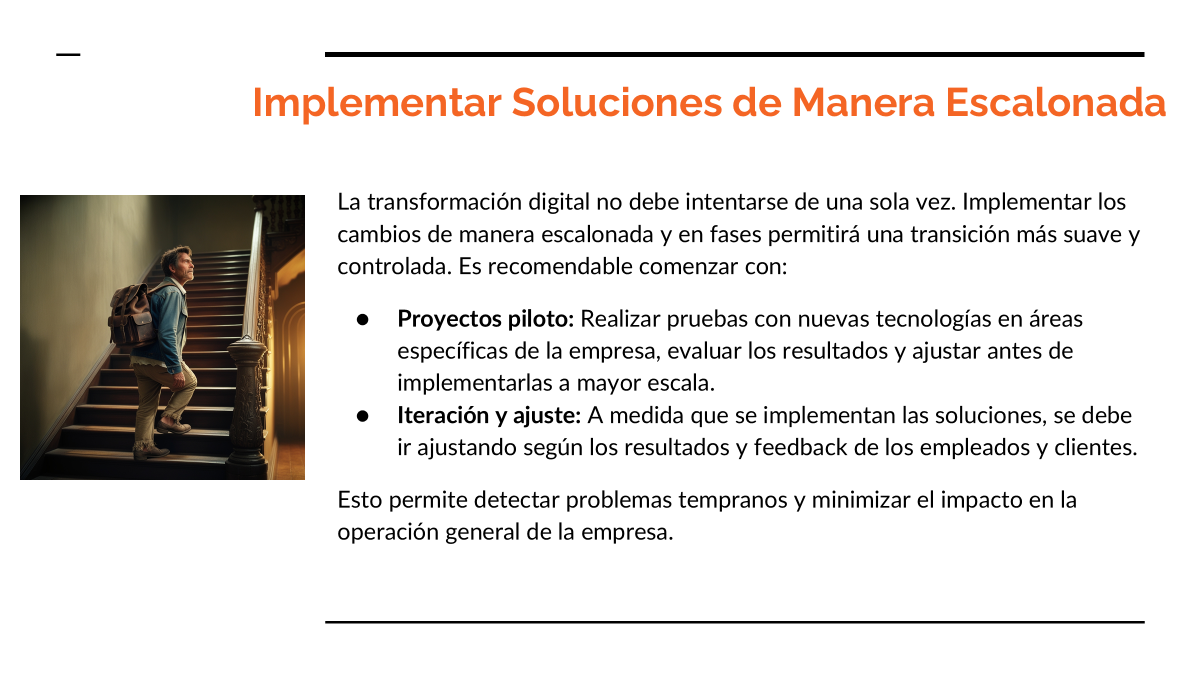 Implementar Soluciones de Manera Escalonada
La transformación digital no debe intentarse de una sola vez. Implementar los
cambios de manera escalonada y en fases permitirá una transición más suave y
controlada. Es recomendable comenzar con:
● Proyectos piloto: Realizar pruebas con nuevas tecnologías en áreas
específicas de la empresa, evaluar los resultados y ajustar antes de
implementarlas a mayor escala.
● Iteración y ajuste: A medida que se implementan las soluciones, se debe
ir ajustando según los resultados y feedback de los empleados y clientes.
Esto permite detectar problemas tempranos y minimizar el impacto en la
operación general de la empresa.